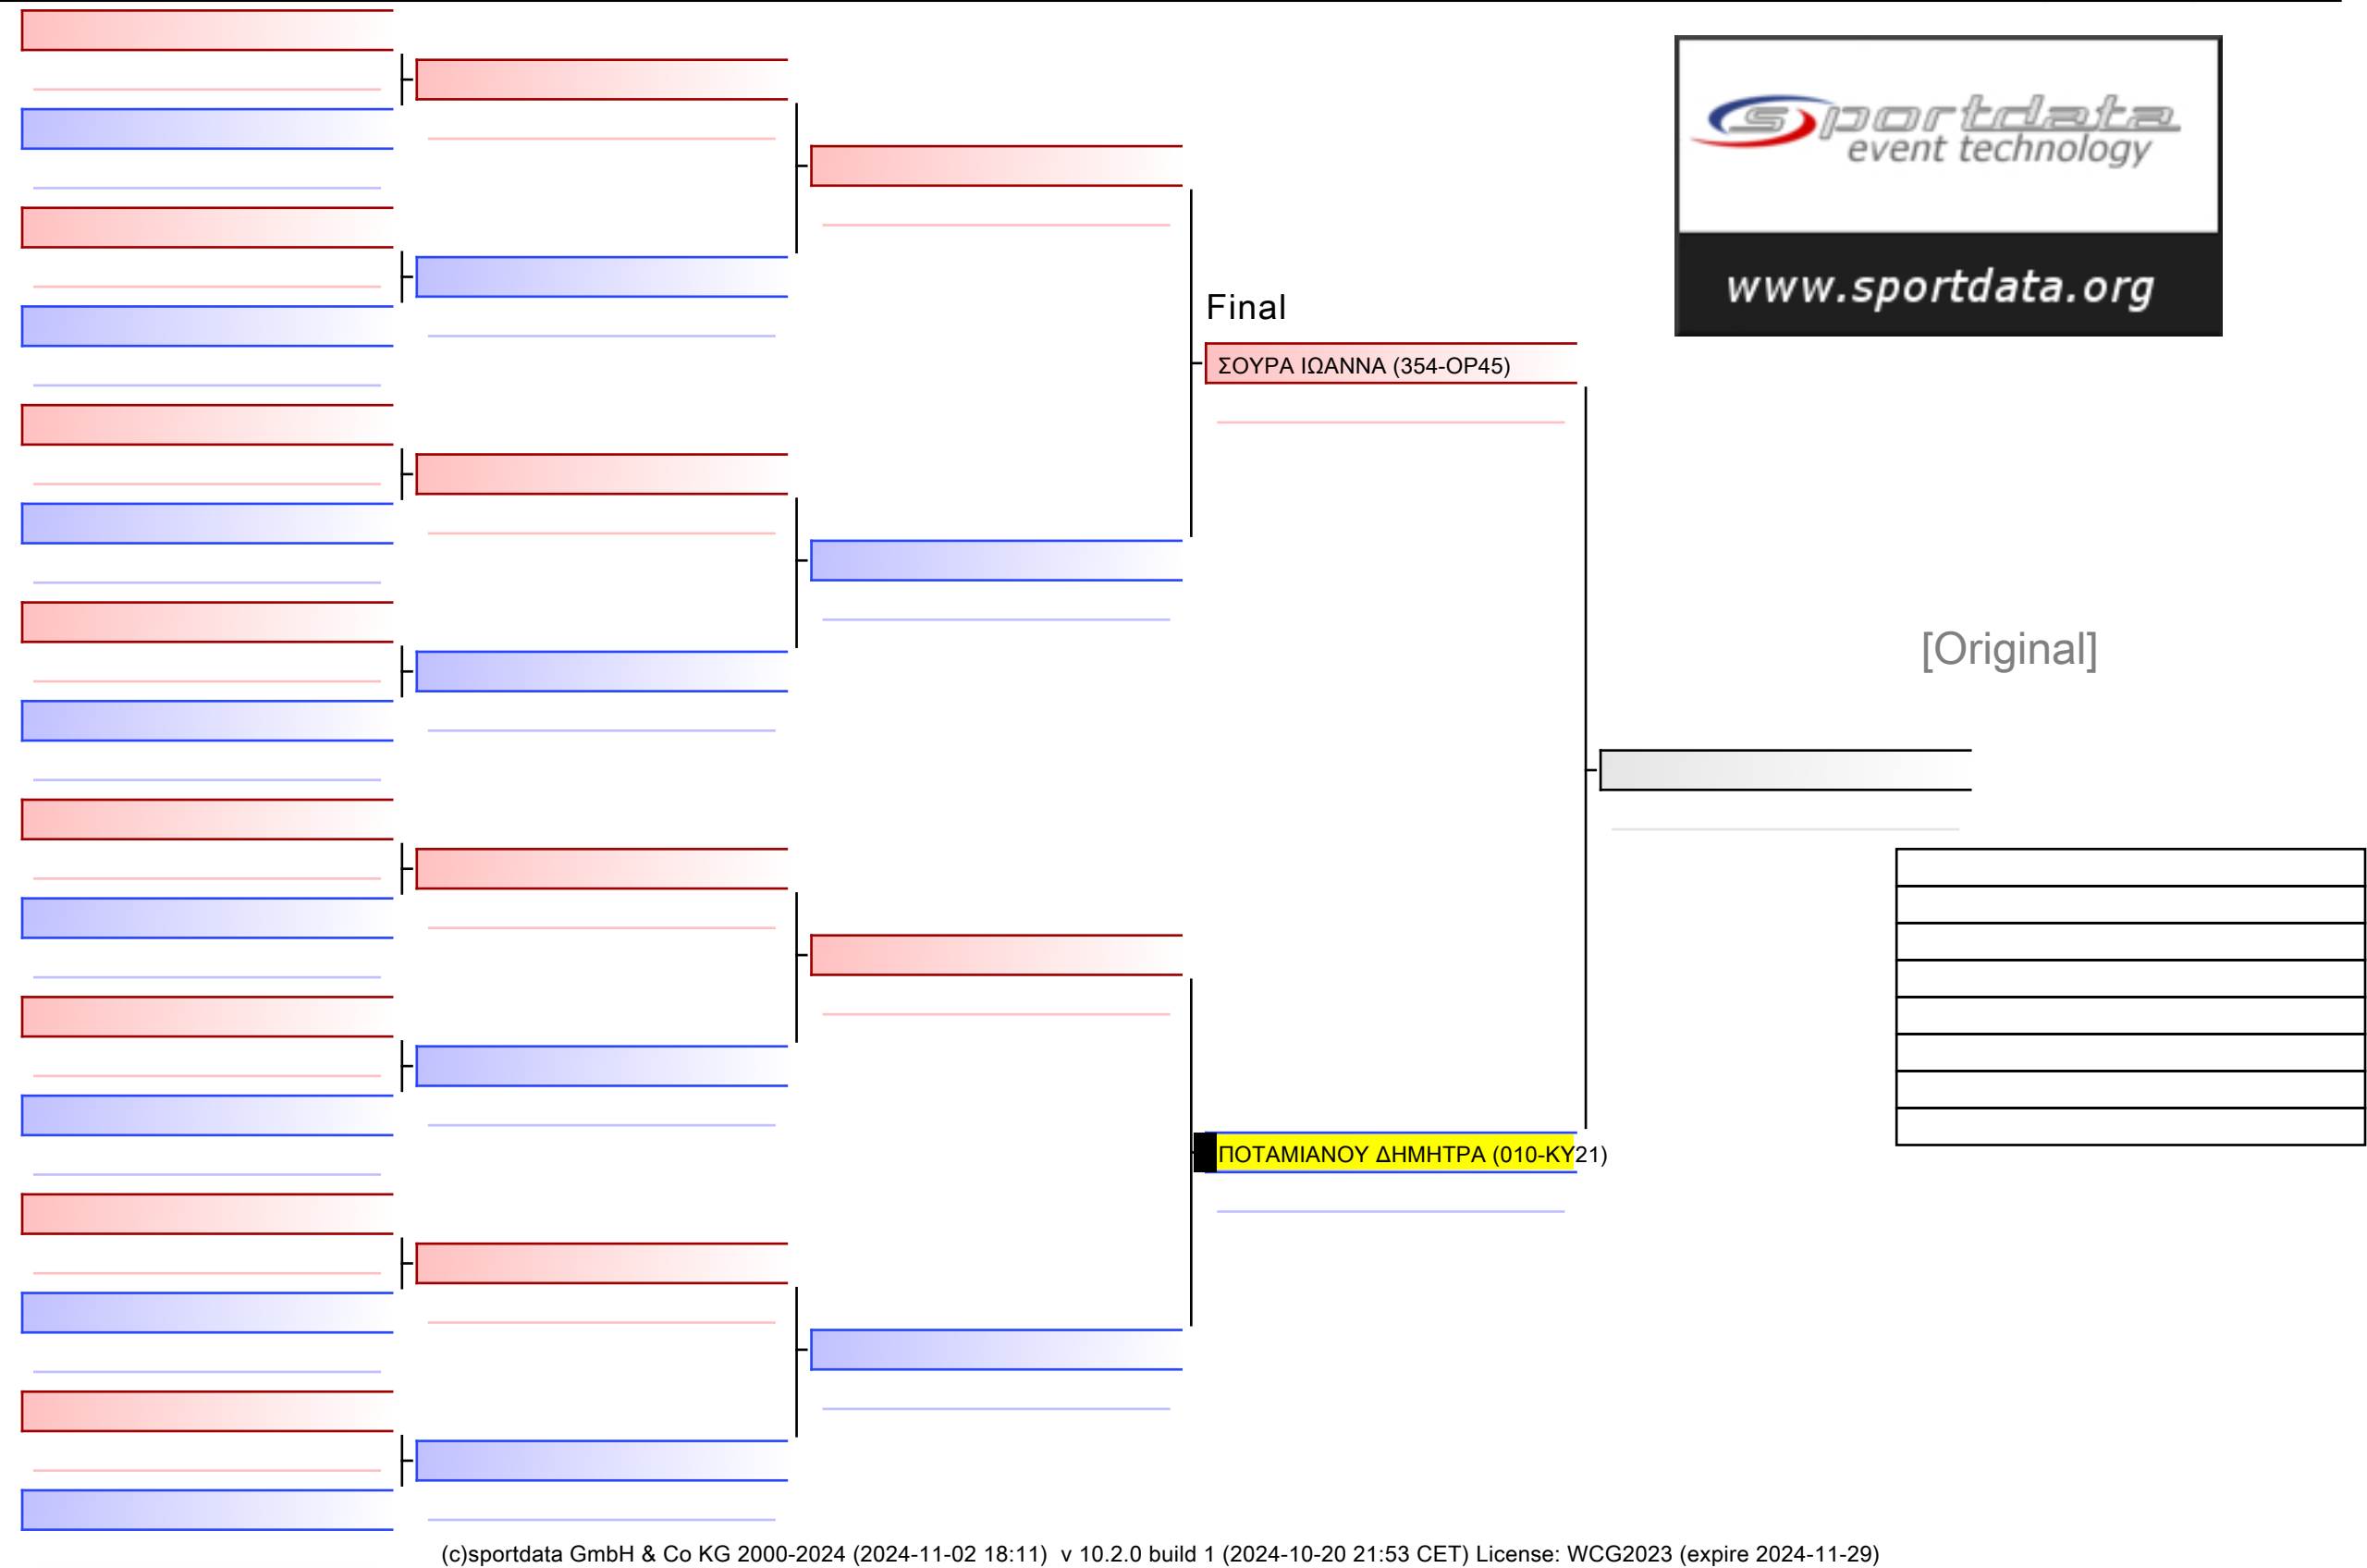 sportdata
event technology
www.sportdata.org
Final
ΣΟΥΡΑ ΙΩΑΝΝΑ (354-ΟΡ45)
[Original]
ΠΟΤΑΜΙΑΝΟΥ ΔΗΜΗΤΡΑ (010-ΚΥ21)
(c)sportdata GmbH & Co KG 2000-2024 (2024-11-02 18:11)  v 10.2.0 build 1 (2024-10-20 21:53 CET) License: WCG2023 (expire 2024-11-29)